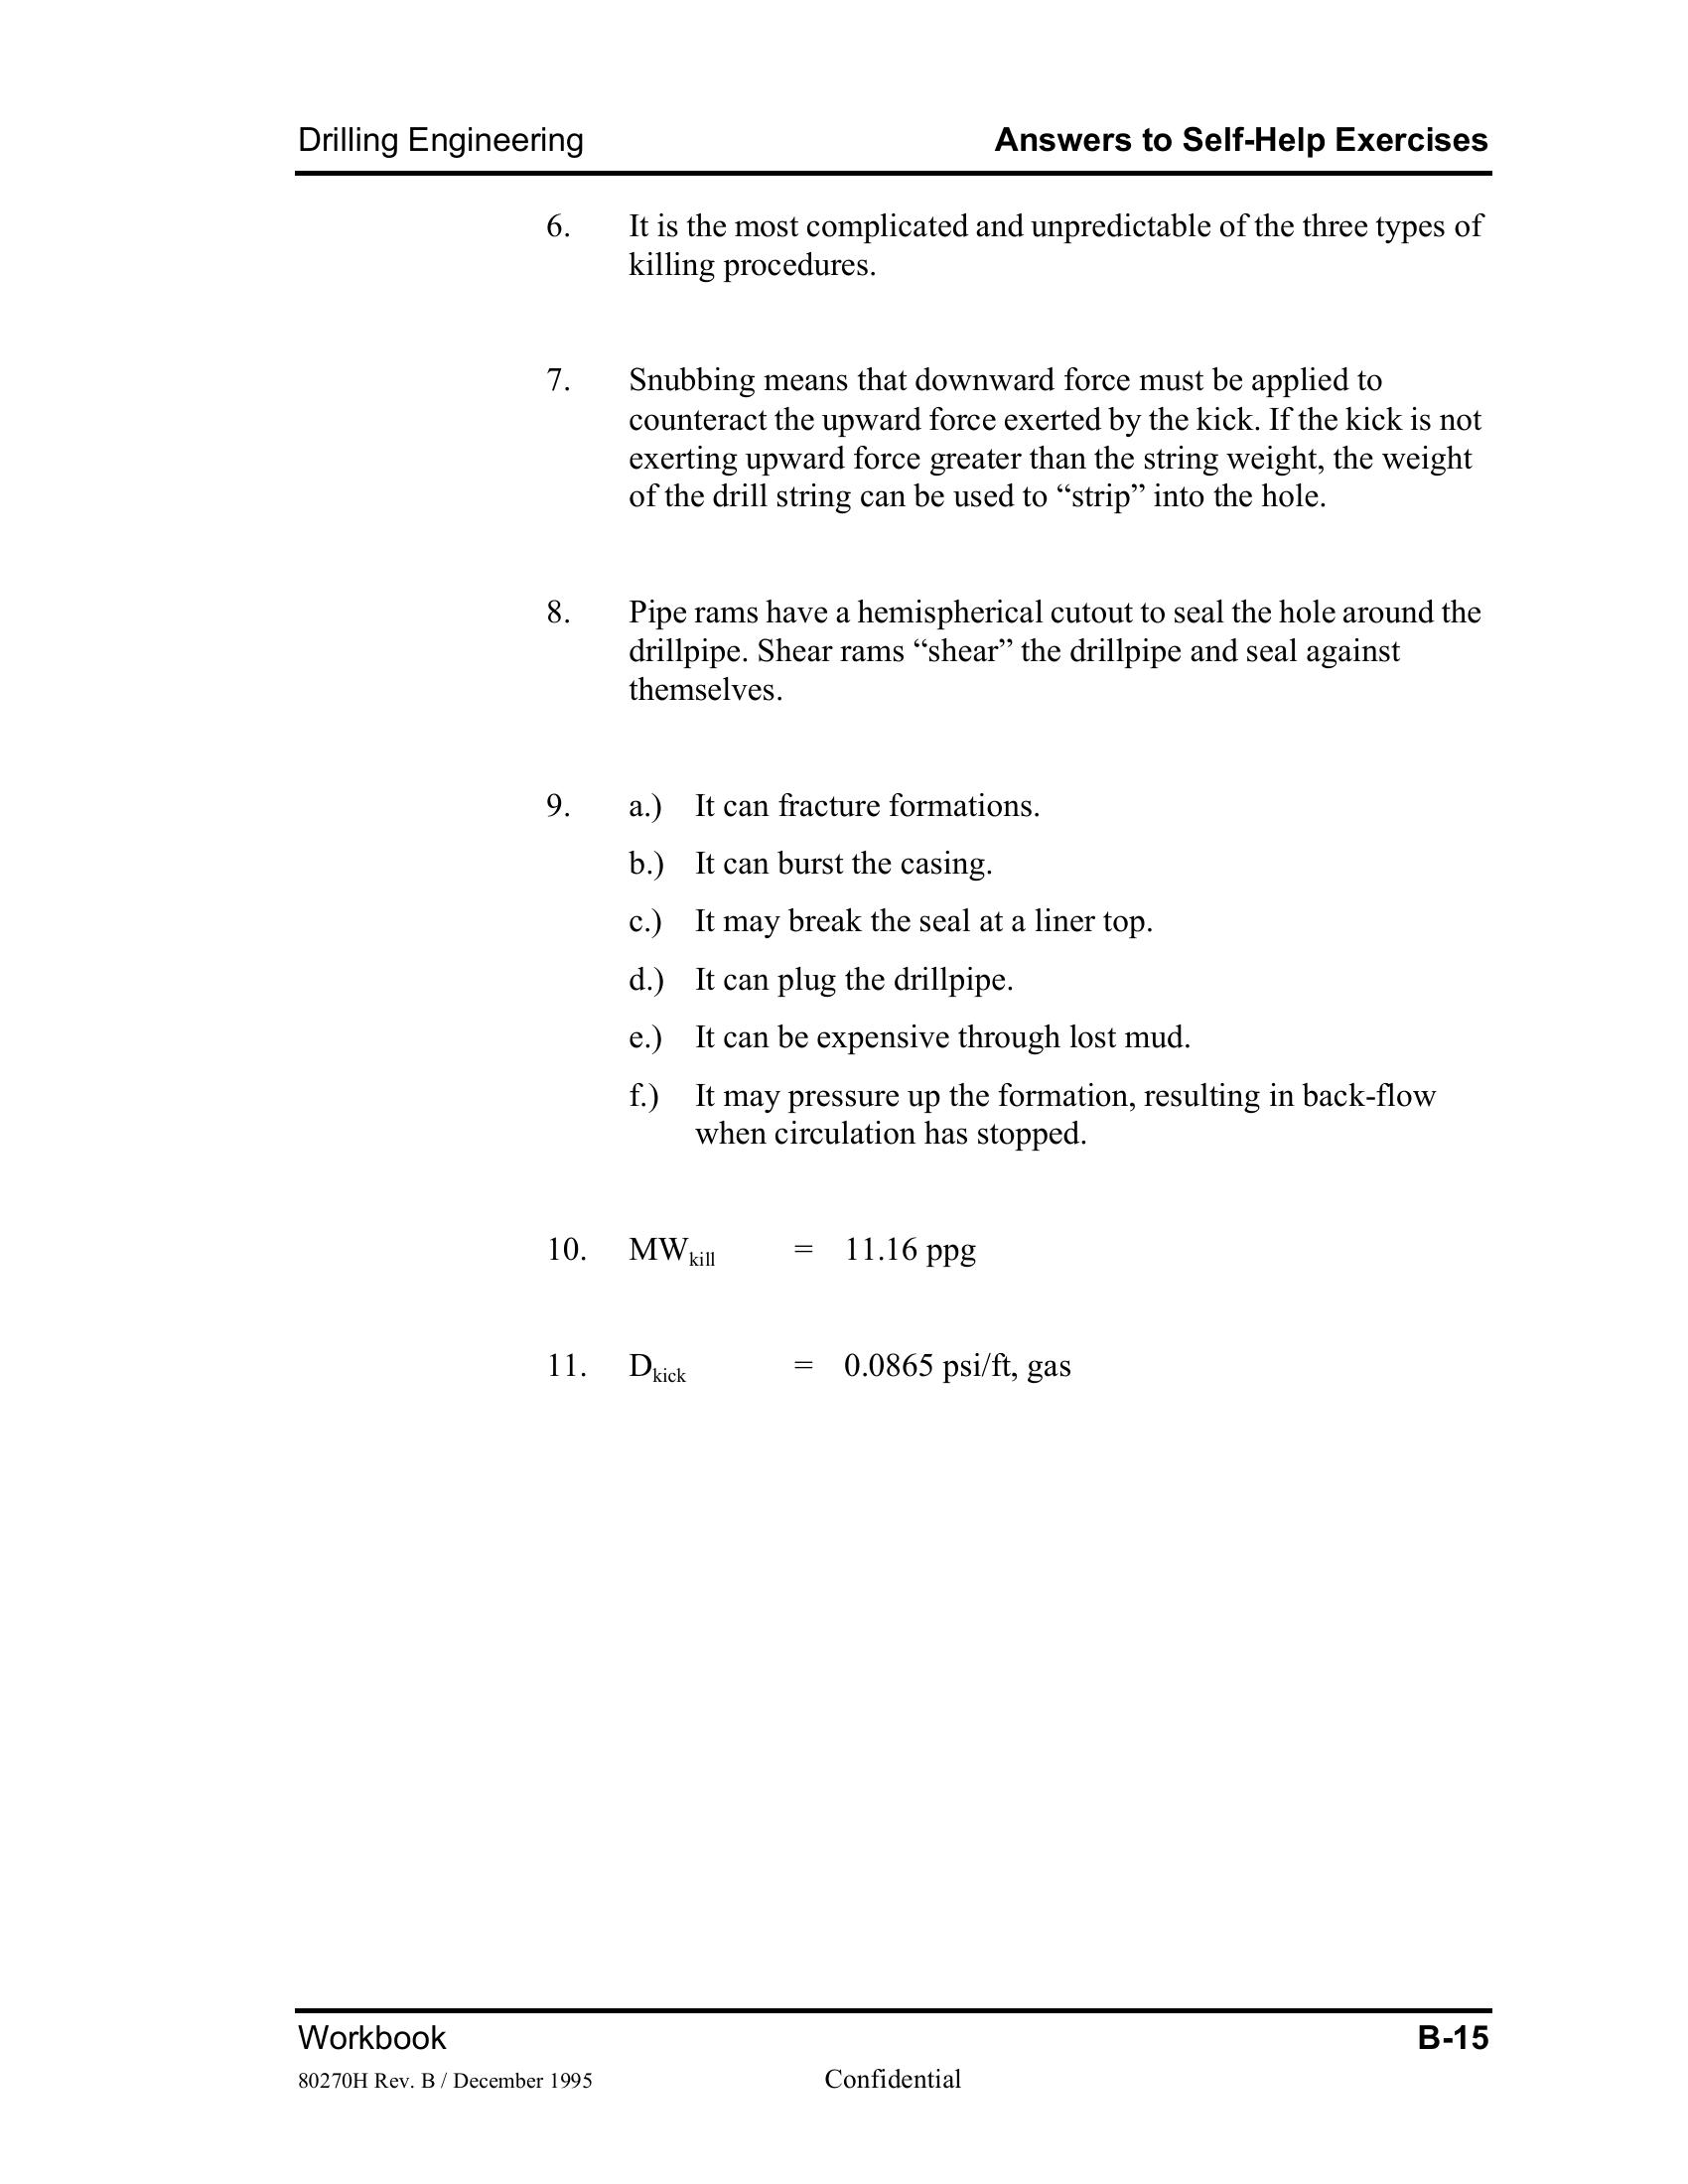 Drilling Engineering Answers to Self-Help Exercises
6. It is the most complicated and unpredictable of the three types of
killing procedures.
7. Snubbing means that downward force must be applied to
counteract the upward force exerted by the kick. If the kick is not
exerting upward force greater than the string weight, the weight
of the drill string can be used to “strip” into the hole.
8. Pipe rams have a hemispherical cutout to seal the hole around the
drillpipe. Shear rams “shear” the drillpipe and seal against
themselves.
9. a.) It can fracture formations.
b.) It can burst the casing.
c.) It may break the seal at a liner top.
d.) It can plug the drillpipe.
e.) It can be expensive through lost mud.
f.) It may pressure up the formation, resulting in back-flow
when circulation has stopped.
10. MWkill = 11.16 ppg
11. Dkick = 0.0865 psi/ft, gas
Workbook B-15
80270H Rev. B / December 1995 Confidential